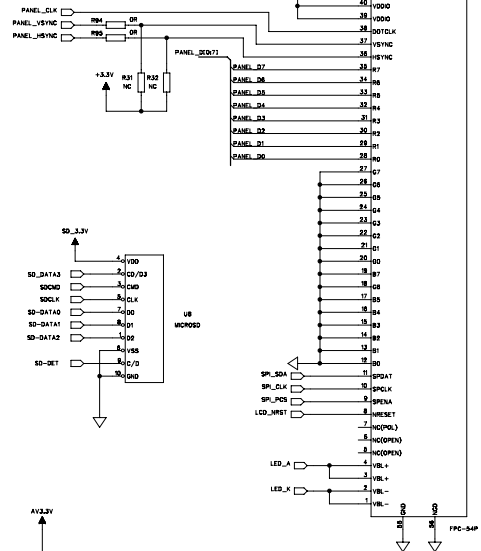 40 VDDIO
39 VDDIO
PANEL_CLK 38 DOTCLK
PANEL_VSYNC R94 0R 37 VSYNC
PANEL_HSYNC R95 0R 36 HSYNC
PANEL_D[0:7]
+3.3V R31 R32
NC NC
PANEL_D7 35 R7
PANEL_D6 34 R6
PANEL_D5 33 R5
PANEL_D4 32 R4
PANEL_D3 31 R3
PANEL_D2 30 R2
PANEL_D1 29 R1
PANEL_D0 28 R0
27 G7
26 G6
25 G5
24 G4
23 G3
22 G2
21 G1
20 G0
19 B7
18 G6
17 B5
16 B4
15 B3
14 B2
13 B1
12 B0
SPI_SDA 11 SPDAT
SPI_CLK 10 SPCLK
SPI_PCS 9 SPENA
LCD_NRST 8 NRESET
7 NC(POL)
6 NC(OPEN)
5 NC(OPEN)
LED_A 4 VBL+
3 VBL+
LED_K 2 VBL-
1 VBL-
55 GND
56 NGD
FPC-54P
SD_3.3V
4 VDD
SD_DATA3 2 CD/D3
SDCMD 3 CMD
SDCLK 5 CLK
SD-DATA0 7 D0
SD-DATA1 8 D1
SD-DATA2 1 D2
6 VSS
SD-DET 9 C/D
10 GND
U8
MICROSD
AV3.3V